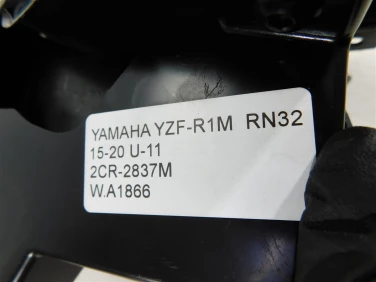 YAMAHA YZF-R1M RN32
15-20 U-11
2CR-2837M
W.A1866